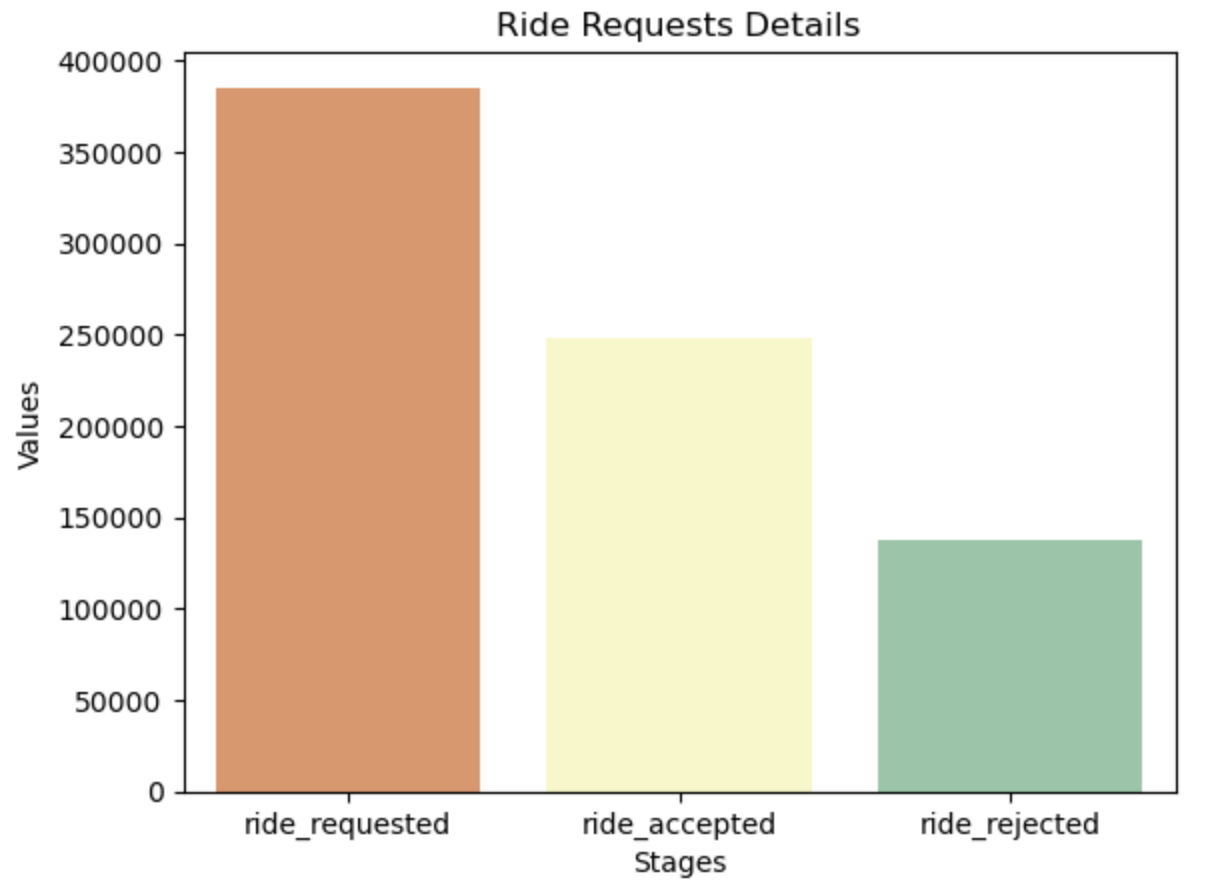 Ride Requests Details
400000
350000
300000
250000
200000
150000
100000
50000
0
Values
ride_requested ride_accepted ride_rejected
Stages